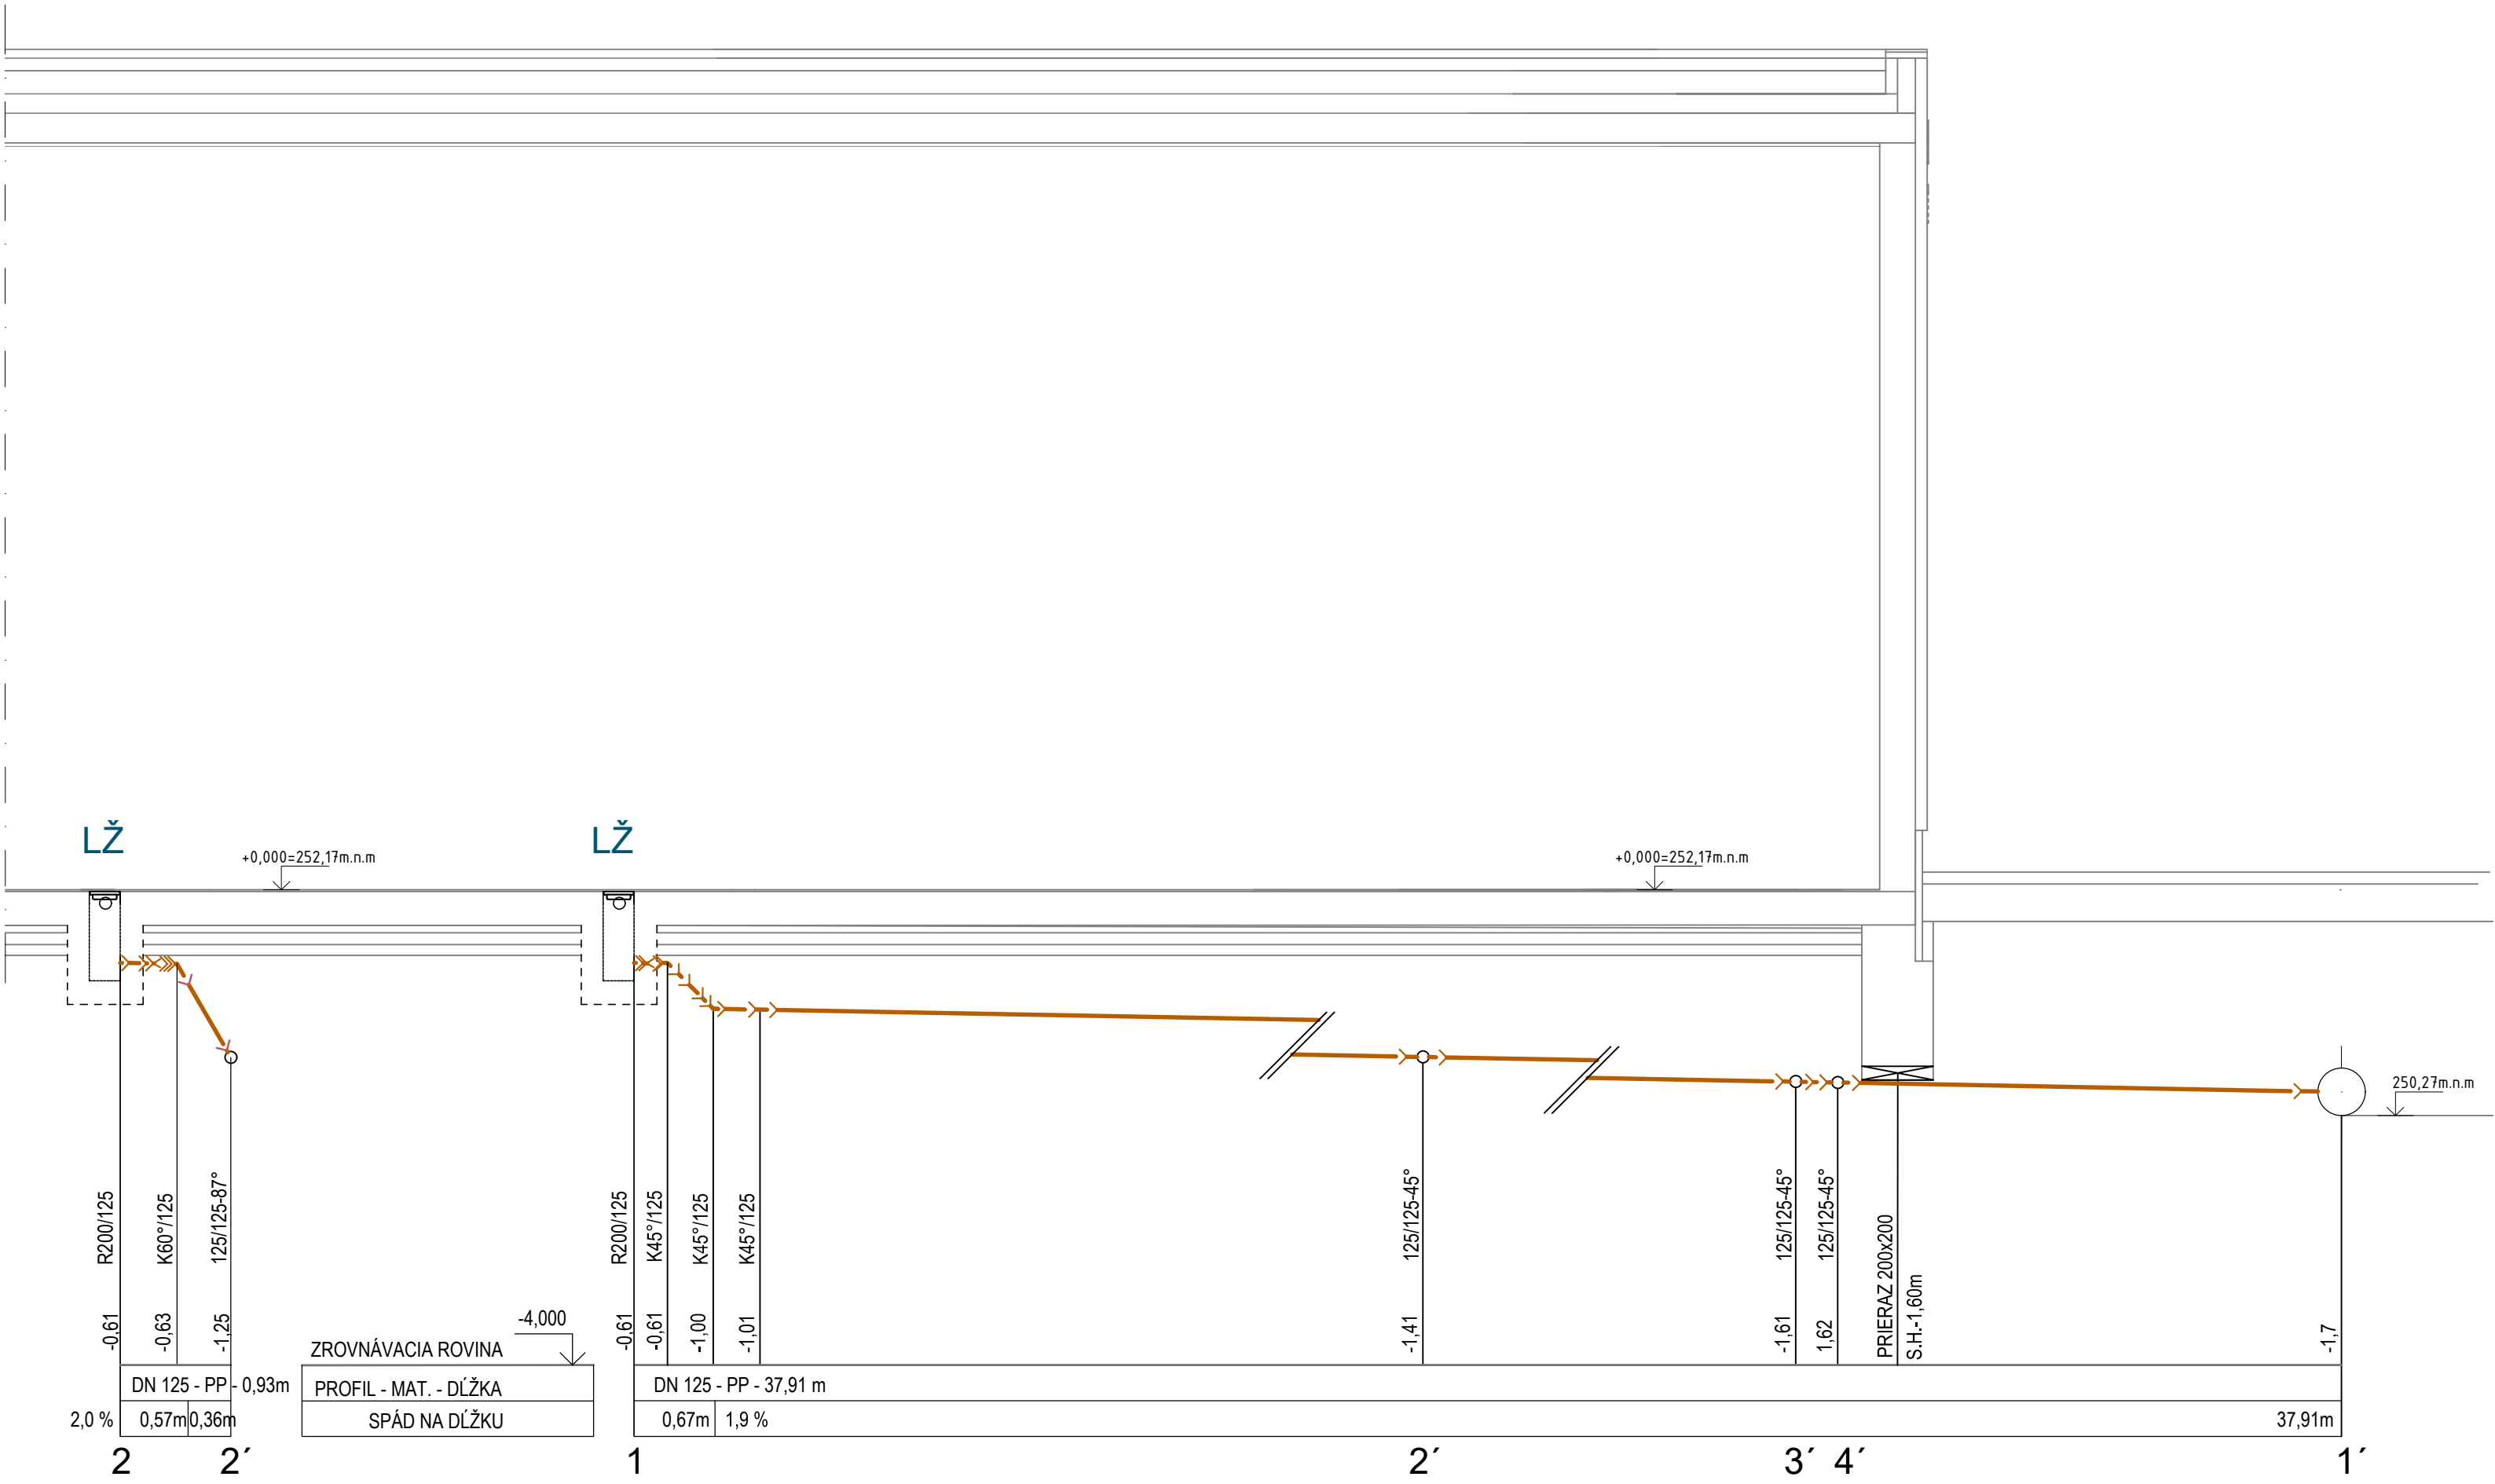 LŽ
LŽ
+0,000=252,17m.n.m
+0,000=252,17m.n.m
250,27m.n.m
R200/125
K60°/125
125/125-87°
R200/125
K45°/125
K45°/125
K45°/125
125/125-45°
125/125-45°
125/125-45°
PRIERAZ 200x200
S.H.-1,60m
-0,61
-0,63
-1,25
-4,000
ZROVNÁVACIA ROVINA
-0,61
-0,61
-1,00
-1,01
-1,41
-1,61
1,62
-1,7
DN 125 - PP - 0,93m
PROFIL - MAT. - DĹŽKA
DN 125 - PP - 37,91 m
2,0 %
0,57m
0,36m
SPÁD NA DĹŽKU
0,67m
1,9 %
37,91m
2
2´
1
2´
3´
4´
1´